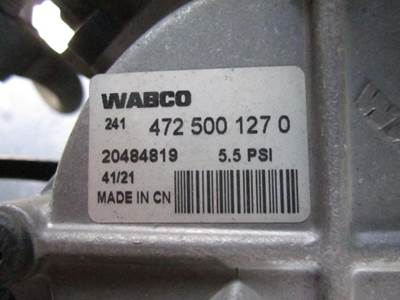 WABCO
241 472 500 127 0
20484819 5.5 PSI
41/21
MADE IN CN